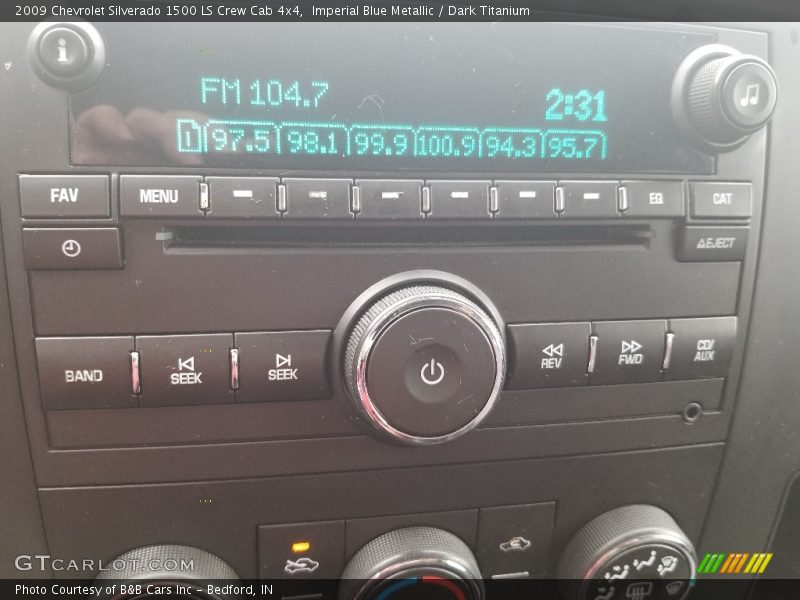 2009 Chevrolet Silverado 1500 LS Crew Cab 4x4, Imperial Blue Metallic / Dark Titanium
i
FM 104.7 2:31
1 97.5 98.1 99.9 100.9 94.3 95.7
FAV MENU EQ CAT
EJECT
BAND SEEK SEEK REV FWD CD/AUX
GTCARLOT.COM
Photo Courtesy of B&B Cars Inc - Bedford, IN